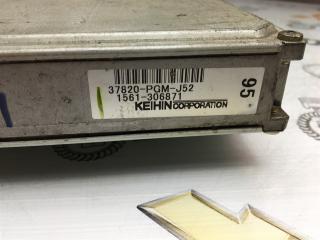 37820-PGM-J52
1561-306871
KEIHIN CORPORATION
95